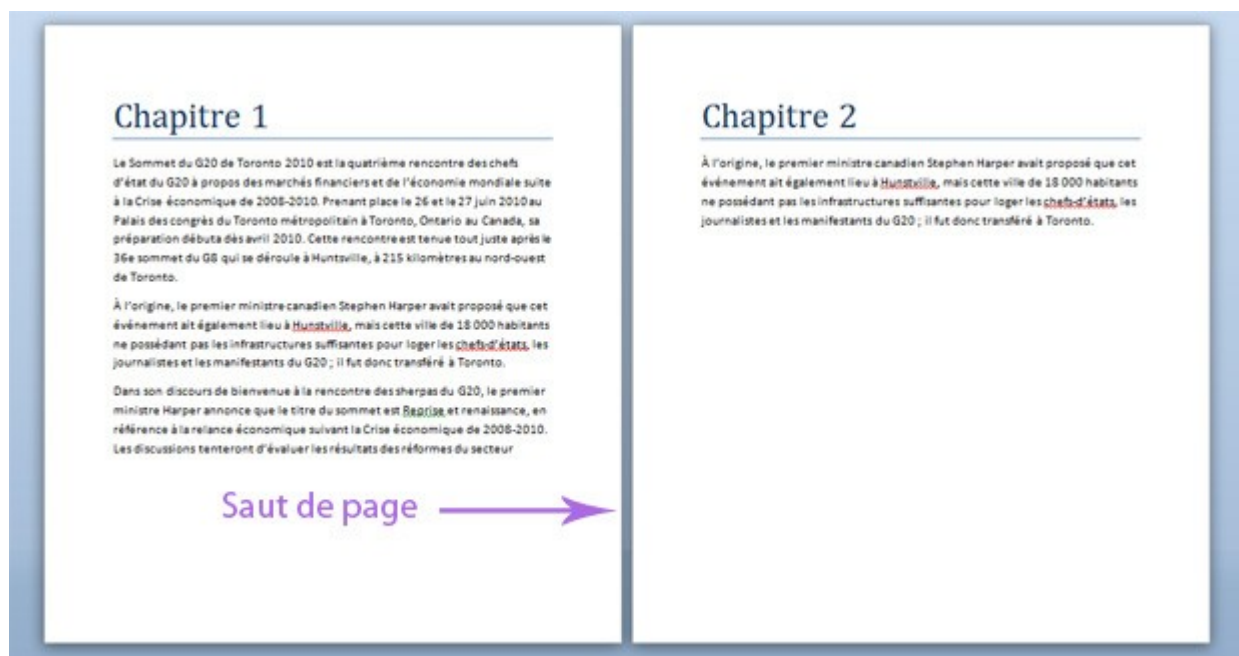 Chapitre 1
Le Sommet du G20 de Toronto 2010 est la quatrième rencontre des chefs
d'état du G20 à propos des marchés financiers et de l'économie mondiale suite
à la Crise économique de 2008-2010. Prenant place le 26 et le 27 juin 2010 au
Palais des congrès du Toronto métropolitain à Toronto, Ontario au Canada, sa
préparation débuta dès avril 2010. Cette rencontre est tenue tout juste après le
36e sommet du G8 qui se déroule à Huntsville, à 215 kilomètres au nord-ouest
de Toronto.
À l'origine, le premier ministre canadien Stephen Harper avait proposé que cet
événement ait également lieu à Hunstville, mais cette ville de 18 000 habitants
ne possédant pas les infrastructures suffisantes pour loger les chefs-d'états, les
journalistes et les manifestants du G20 ; il fut donc transféré à Toronto.
Dans son discours de bienvenue à la rencontre des sherpas du G20, le premier
ministre Harper annonce que le titre du sommet est Reprise et renaissance, en
référence à la relance économique suivant la Crise économique de 2008-2010.
Les discussions tenteront d'évaluer les résultats des réformes du secteur
Saut de page
Chapitre 2
À l'origine, le premier ministre canadien Stephen Harper avait proposé que cet
événement ait également lieu à Hunstville, mais cette ville de 18 000 habitants
ne possédant pas les infrastructures suffisantes pour loger les chefs-d'états, les
journalistes et les manifestants du G20 ; il fut donc transféré à Toronto.